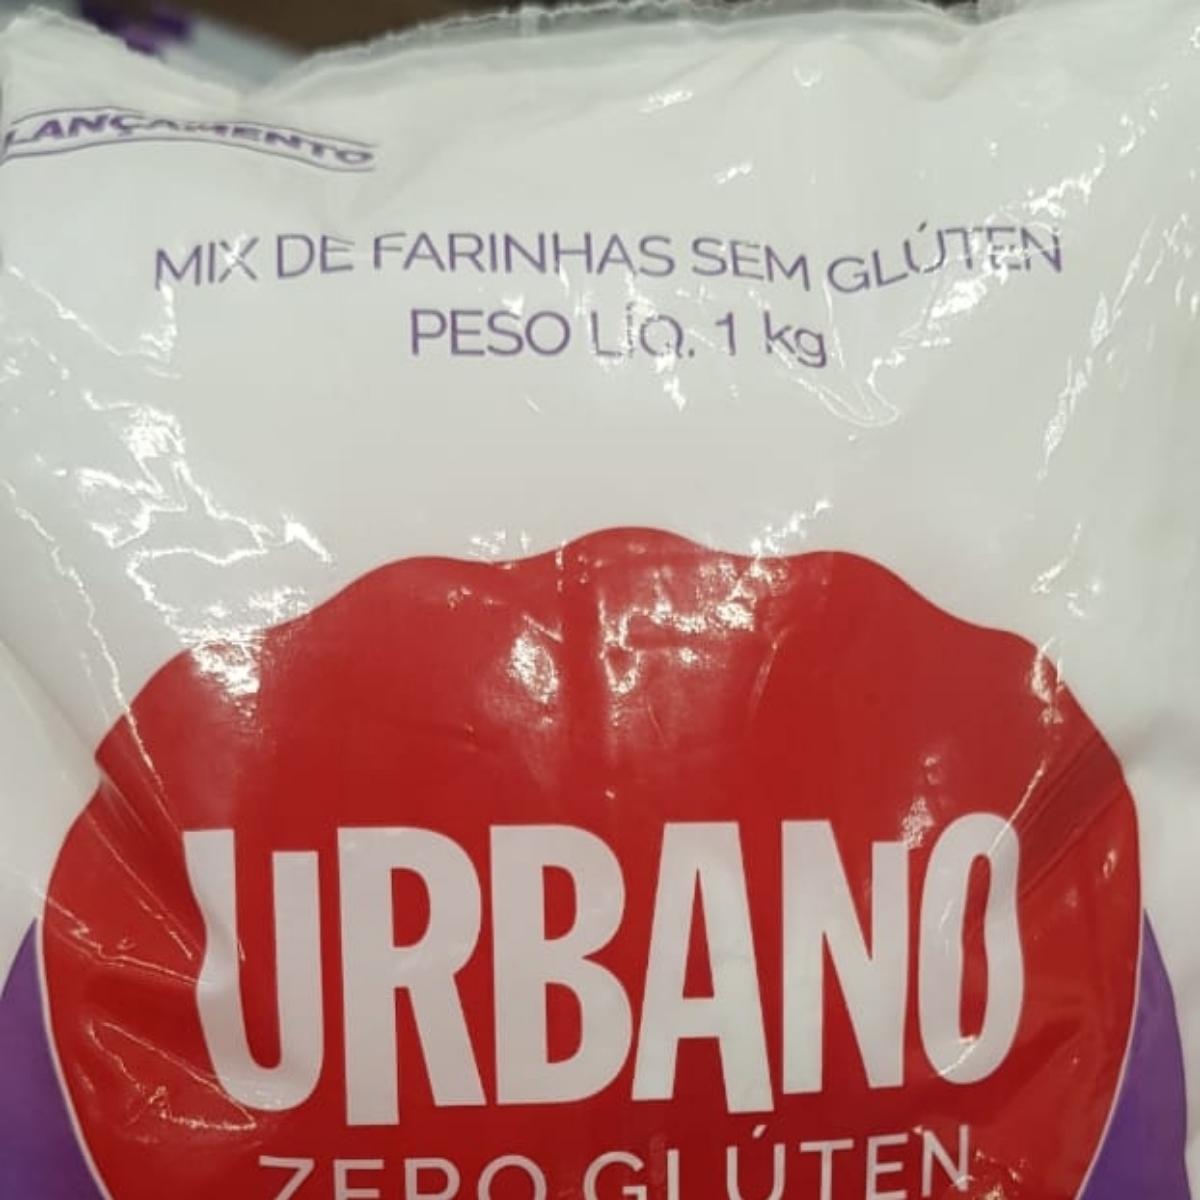 LANÇAMENTO
MIX DE FARINHAS SEM GLÚTEN
PESO LÍQ. 1 kg
URBANO
ZERO GLÚTEN